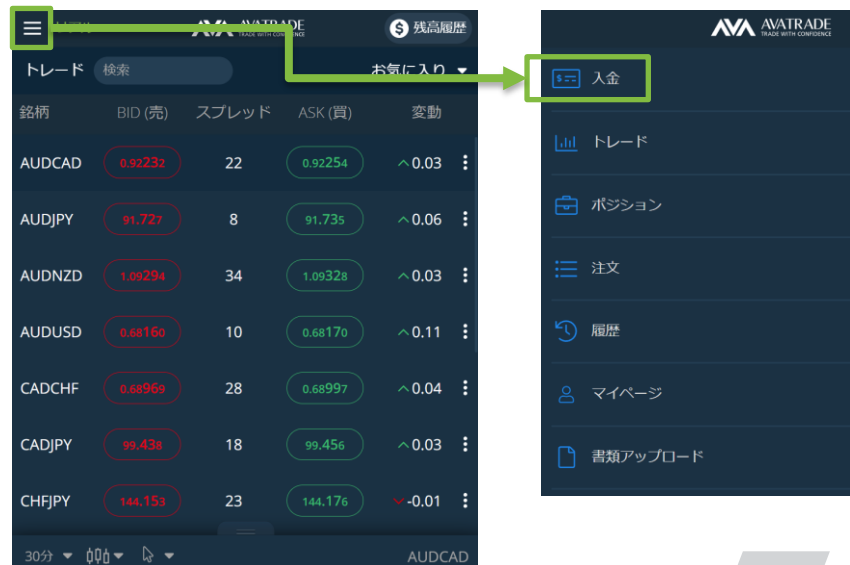 AVATRADE
TRADE WITH CONFIDENCE
残高履歴
トレード 検索 お気に入り
銘柄 BID (売) スプレッド ASK (買) 変動
AUDCAD 0.92232 22 0.92254 0.03
AUDJPY 91.727 8 91.735 0.06
AUDNZD 1.09294 34 1.09328 0.03
AUDUSD 0.68160 10 0.68170 0.11
CADCHF 0.68969 28 0.68997 0.04
CADJPY 99.438 18 99.456 0.03
CHFJPY 144.153 23 144.176 -0.01
30分 AUDCAD
AVATRADE
TRADE WITH CONFIDENCE
入金
トレード
ポジション
注文
履歴
マイページ
書類アップロード